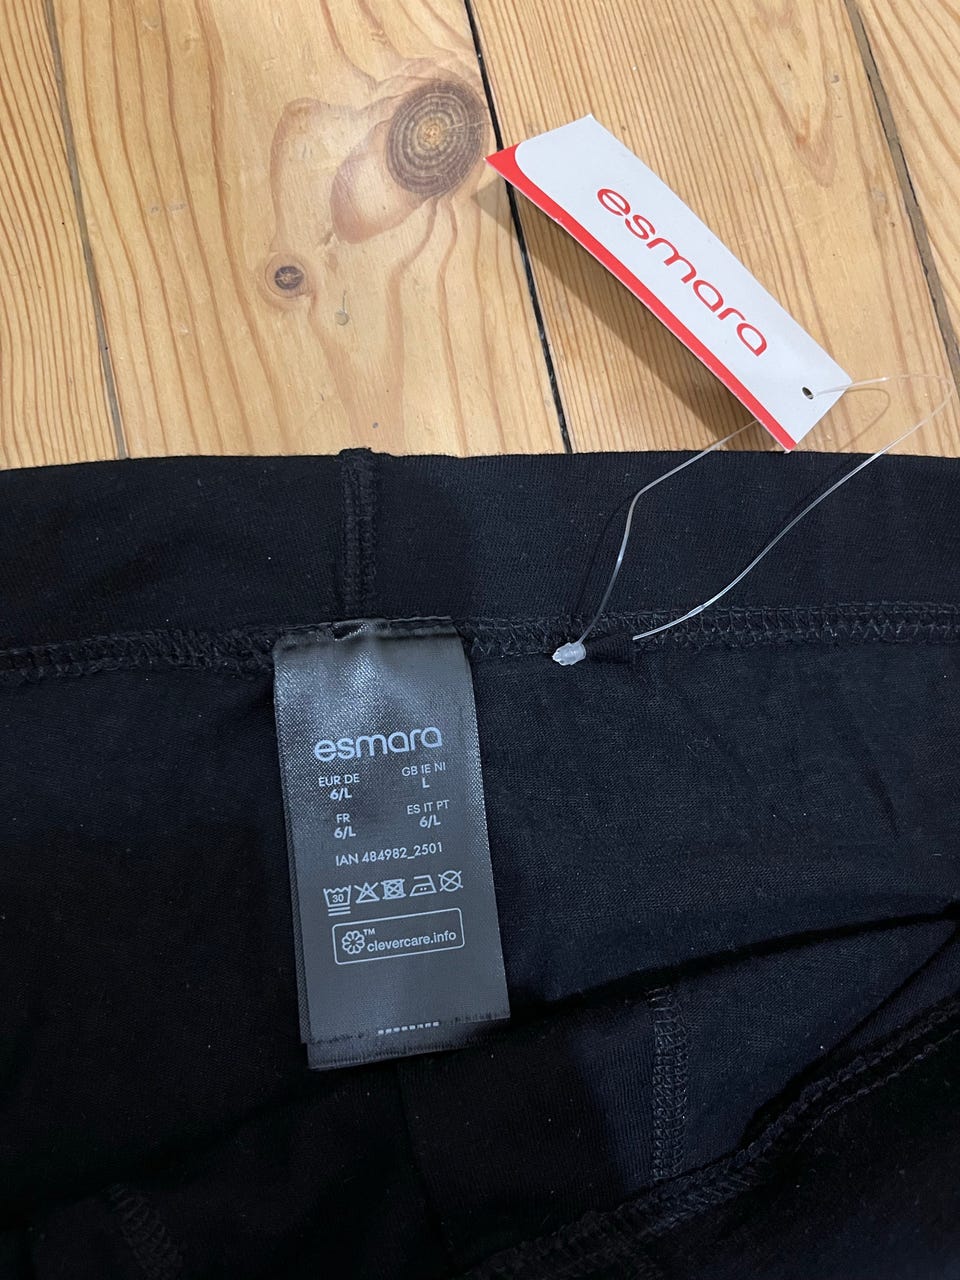 esmara
esmara
EUR DE GB IE NI
6/L L
FR ES IT PT
6/L 6/L
IAN 484982_2501
30
™
clevercare.info